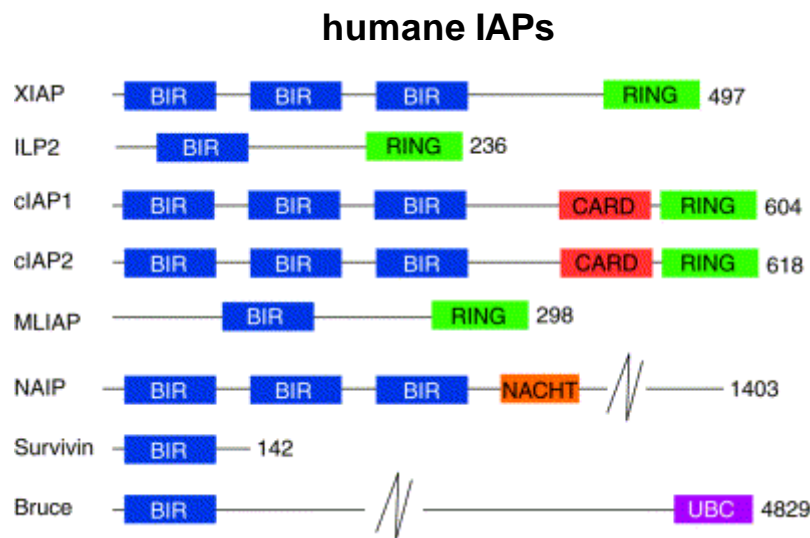 humane IAPs
XIAP BIR BIR BIR RING 497
ILP2 BIR RING 236
cIAP1 BIR BIR BIR CARD RING 604
cIAP2 BIR BIR BIR CARD RING 618
MLIAP BIR RING 298
NAIP BIR BIR BIR NACHT 1403
Survivin BIR 142
Bruce BIR UBC 4829